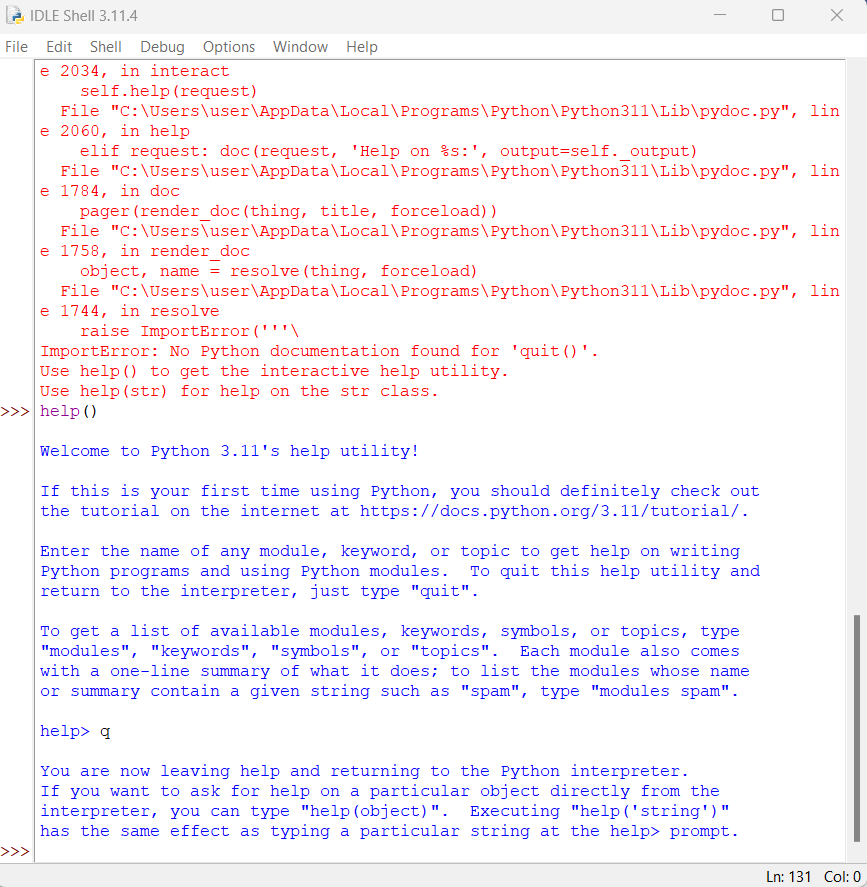 IDLE Shell 3.11.4
File Edit Shell Debug Options Window Help
e 2034, in interact
    self.help(request)
  File "C:\Users\user\AppData\Local\Programs\Python\Python311\Lib\pydoc.py", lin
e 2060, in help
    elif request: doc(request, 'Help on %s:', output=self._output)
  File "C:\Users\user\AppData\Local\Programs\Python\Python311\Lib\pydoc.py", lin
e 1784, in doc
    pager(render_doc(thing, title, forceload))
  File "C:\Users\user\AppData\Local\Programs\Python\Python311\Lib\pydoc.py", lin
e 1758, in render_doc
    object, name = resolve(thing, forceload)
  File "C:\Users\user\AppData\Local\Programs\Python\Python311\Lib\pydoc.py", lin
e 1744, in resolve
    raise ImportError('''\
ImportError: No Python documentation found for 'quit()'.
Use help() to get the interactive help utility.
Use help(str) for help on the str class.
>>> help()
Welcome to Python 3.11's help utility!
If this is your first time using Python, you should definitely check out
the tutorial on the internet at https://docs.python.org/3.11/tutorial/.
Enter the name of any module, keyword, or topic to get help on writing
Python programs and using Python modules.  To quit this help utility and
return to the interpreter, just type "quit".
To get a list of available modules, keywords, symbols, or topics, type
"modules", "keywords", "symbols", or "topics".  Each module also comes
with a one-line summary of what it does; to list the modules whose name
or summary contain a given string such as "spam", type "modules spam".
help> q
You are now leaving help and returning to the Python interpreter.
If you want to ask for help on a particular object directly from the
interpreter, you can type "help(object)".  Executing "help('string')"
has the same effect as typing a particular string at the help> prompt.
>>>
Ln: 131 Col: 0